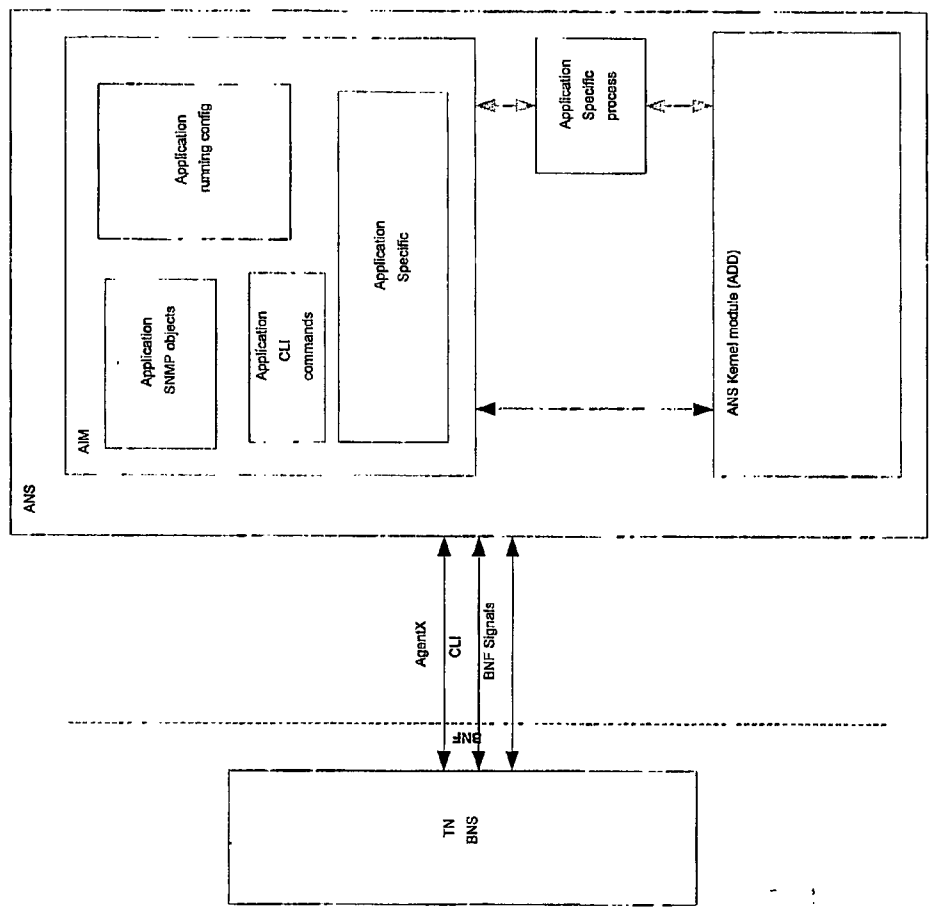 TN
BNS
BNF
AgentX
CLI
BNF Signals
ANS
AIM
Application
SNMP objects
Application
running config
Application
CLI
commands
Application
Specific
Application
Specific
process
ANS Kernel module (ADD)